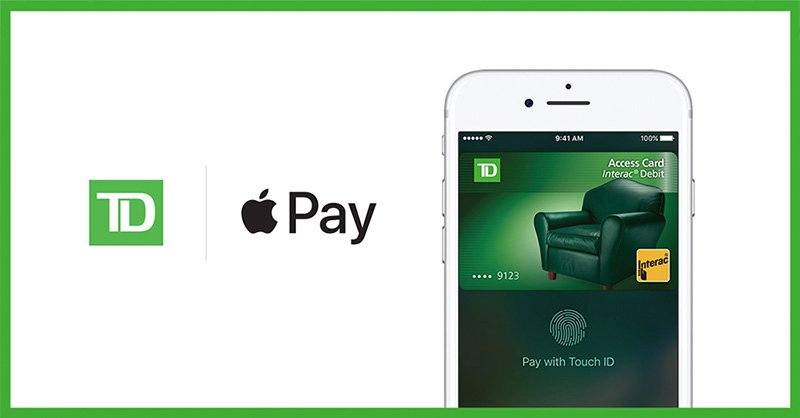 TD
Pay
9:41 AM
100%
TD
Access Card
Interac® Debit
•••• 9123
Interac®
Pay with Touch ID